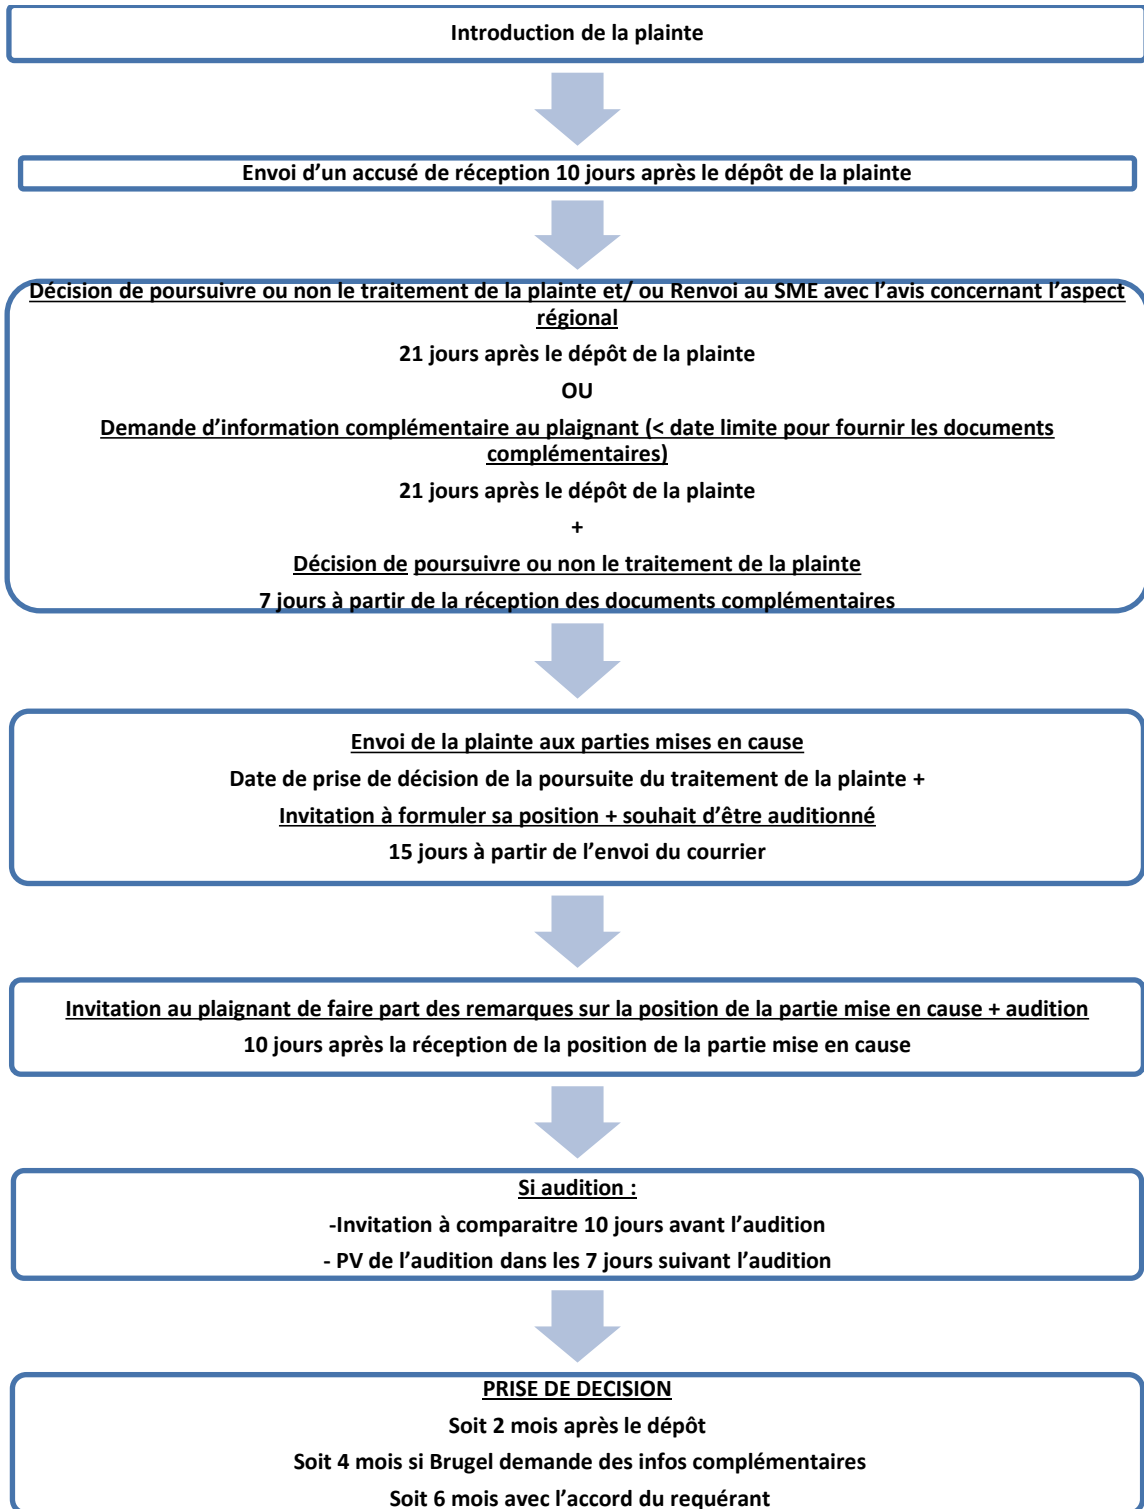 Introduction de la plainte
Envoi d’un accusé de réception 10 jours après le dépôt de la plainte
Décision de poursuivre ou non le traitement de la plainte et/ ou Renvoi au SME avec l’avis concernant l’aspect
régional
21 jours après le dépôt de la plainte
OU
Demande d’information complémentaire au plaignant (< date limite pour fournir les documents
complémentaires)
21 jours après le dépôt de la plainte
+
Décision de poursuivre ou non le traitement de la plainte
7 jours à partir de la réception des documents complémentaires
Envoi de la plainte aux parties mises en cause
Date de prise de décision de la poursuite du traitement de la plainte +
Invitation à formuler sa position + souhait d’être auditionné
15 jours à partir de l’envoi du courrier
Invitation au plaignant de faire part des remarques sur la position de la partie mise en cause + audition
10 jours après la réception de la position de la partie mise en cause
Si audition :
-Invitation à comparaitre 10 jours avant l’audition
- PV de l’audition dans les 7 jours suivant l’audition
PRISE DE DECISION
Soit 2 mois après le dépôt
Soit 4 mois si Brugel demande des infos complémentaires
Soit 6 mois avec l’accord du requérant